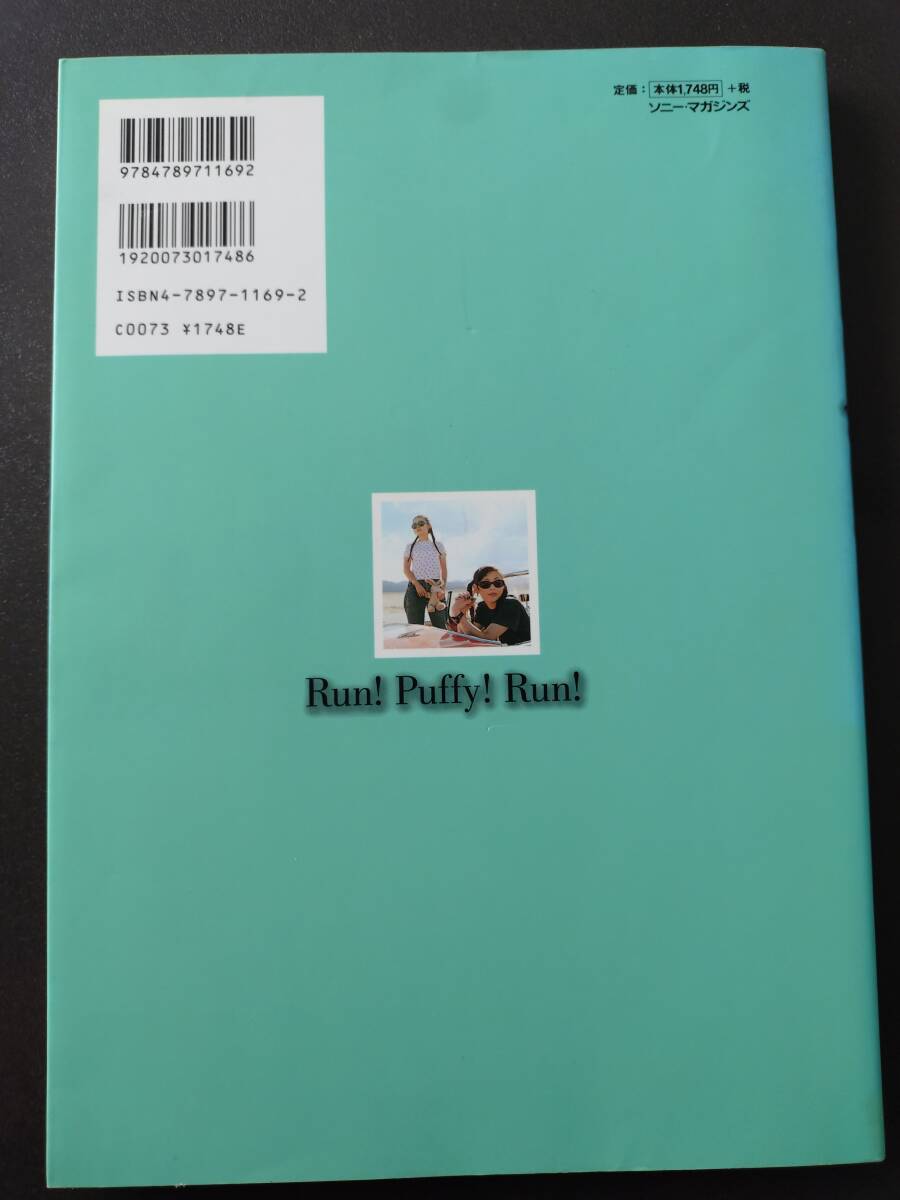 9784789711692
1920073017486
ISBN4-7897-1169-2
C0073 ¥1748E
定価：本体1,748円+税
ソニー・マガジンズ
Run! Puffy! Run!